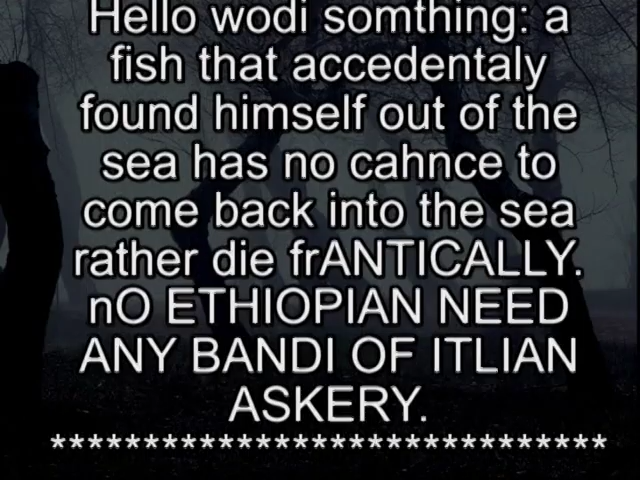 Hello wodi somthing: a
fish that accedentaly
found himself out of the
sea has no cahnce to
come back into the sea
rather die frANTICALLY.
nO ETHIOPIAN NEED
ANY BANDI OF ITLIAN
ASKERY.
*******************************